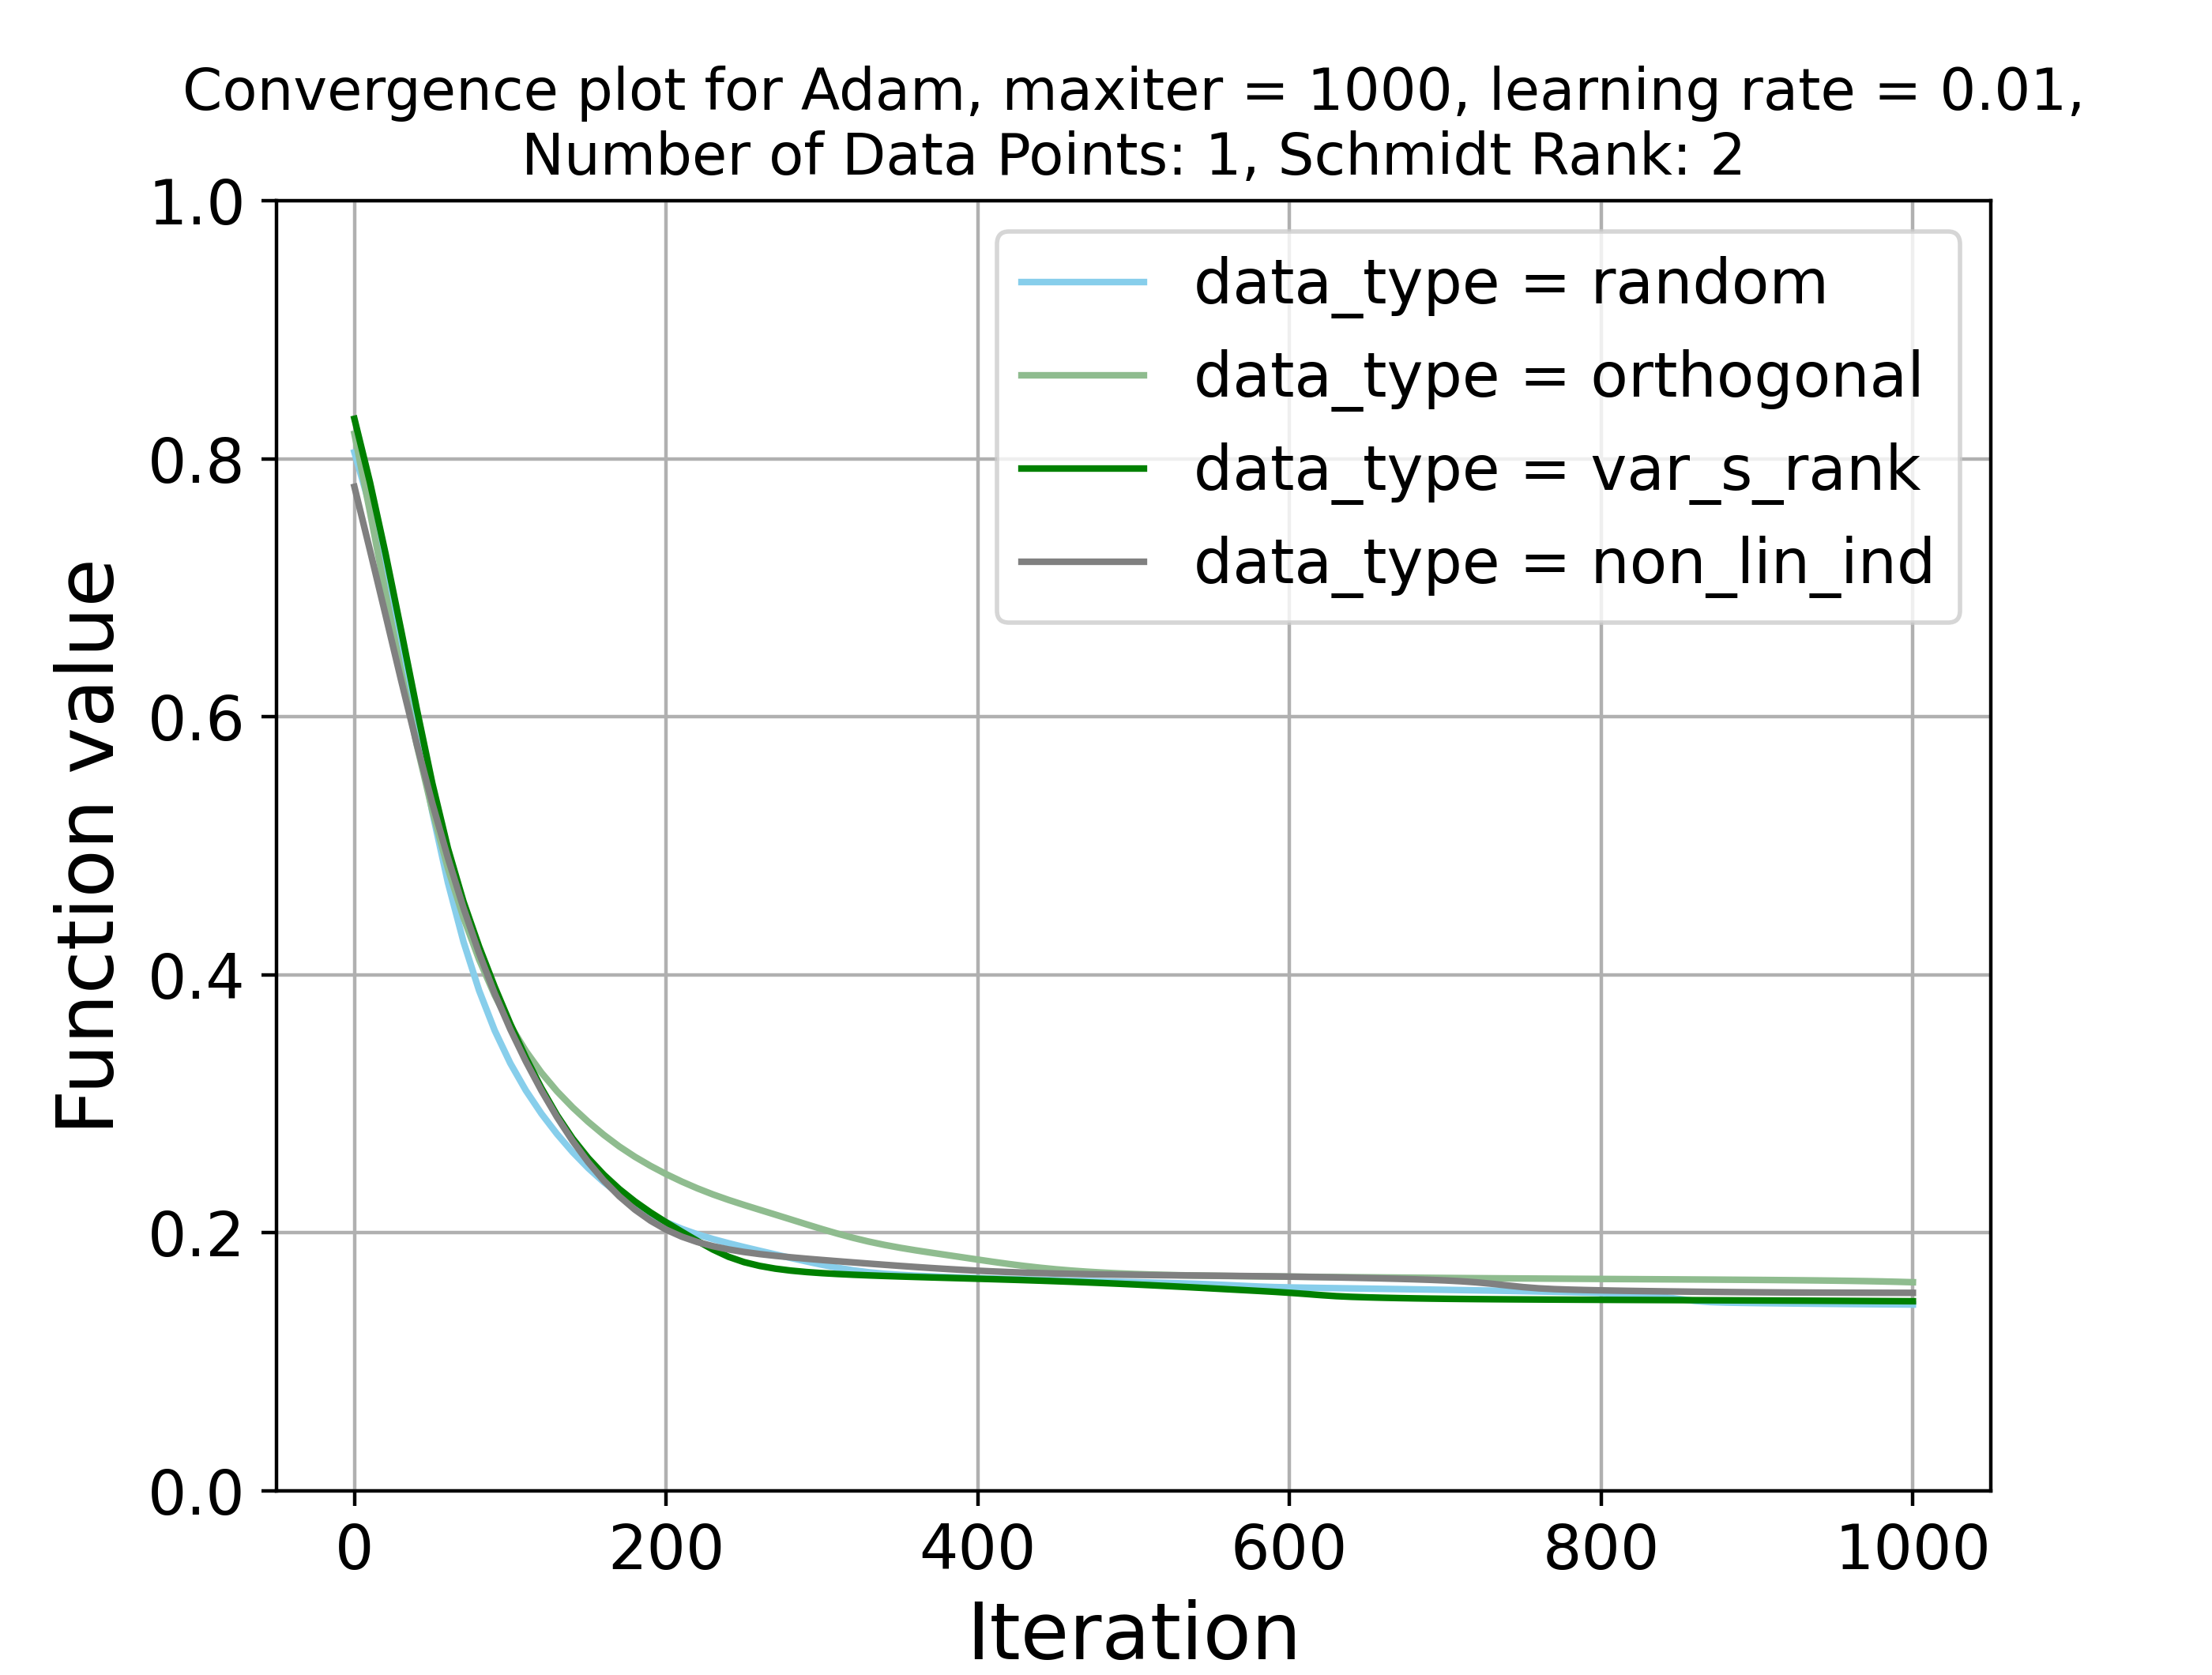 Convergence plot for Adam, maxiter = 1000, learning rate = 0.01,
Number of Data Points: 1, Schmidt Rank: 2
1.0
0.8
0.6
0.4
0.2
0.0
Function value
data_type = random
data_type = orthogonal
data_type = var_s_rank
data_type = non_lin_ind
0 200 400 600 800 1000
Iteration